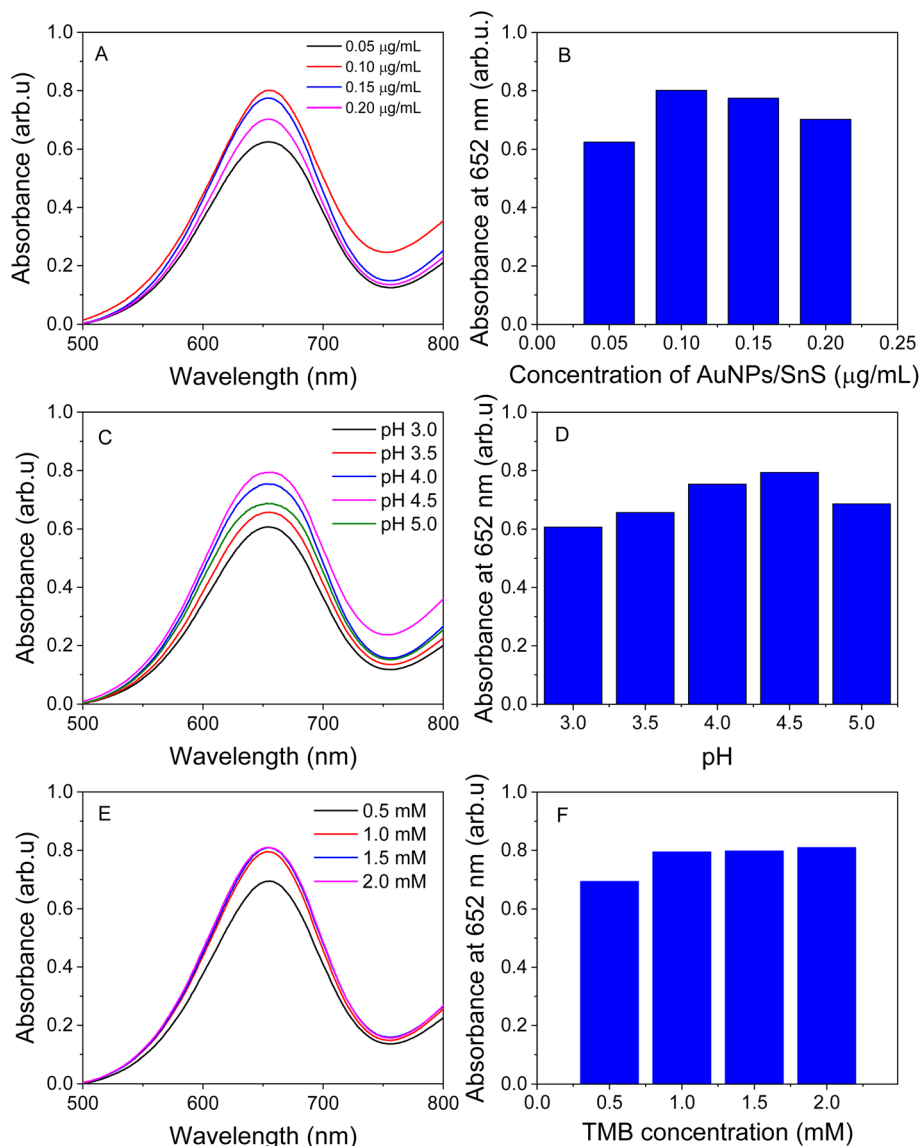 A
0.05 μg/mL
0.10 μg/mL
0.15 μg/mL
0.20 μg/mL
Absorbance (arb.u)
1.0
0.8
0.6
0.4
0.2
0.0
500 600 700 800
Wavelength (nm)
B
Absorbance at 652 nm (arb.u.)
1.0
0.8
0.6
0.4
0.2
0.0
0.00 0.05 0.10 0.15 0.20 0.25
Concentration of AuNPs/SnS (μg/mL)
C
pH 3.0
pH 3.5
pH 4.0
pH 4.5
pH 5.0
Absorbance (arb.u)
1.0
0.8
0.6
0.4
0.2
0.0
500 600 700 800
Wavelength (nm)
D
Absorbance at 652 nm (arb.u)
1.0
0.8
0.6
0.4
0.2
0.0
3.0 3.5 4.0 4.5 5.0
pH
E
0.5 mM
1.0 mM
1.5 mM
2.0 mM
Absorbance (arb.u)
1.0
0.8
0.6
0.4
0.2
0.0
500 600 700 800
Wavelength (nm)
F
Absorbance at 652 nm (arb.u)
1.0
0.8
0.6
0.4
0.2
0.0
0.0 0.5 1.0 1.5 2.0
TMB concentration (mM)